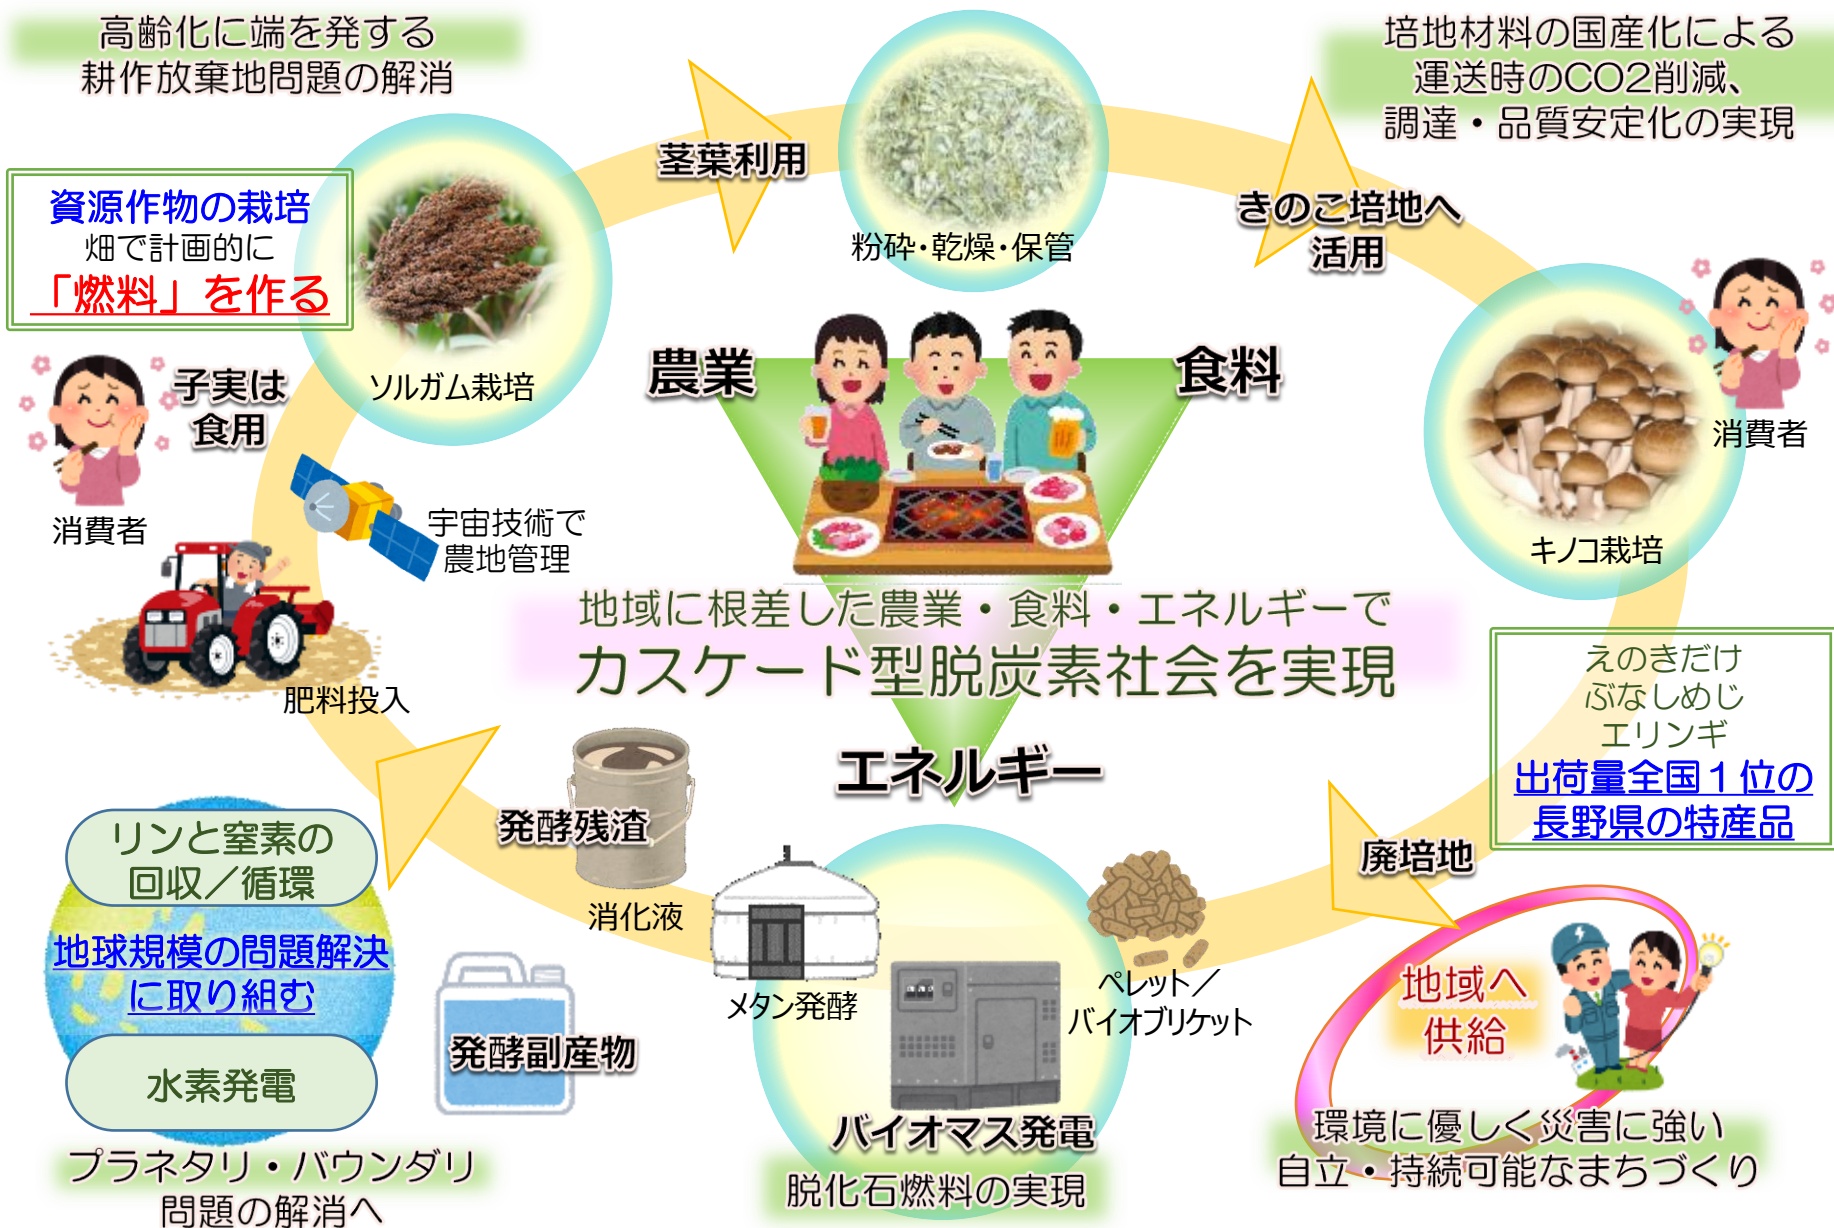 高齢化に端を発する
耕作放棄地問題の解消
培地材料の国産化による
運送時のCO2削減、
調達・品質安定化の実現
茎葉利用
粉砕・乾燥・保管
きのこ培地へ
活用
資源作物の栽培
畑で計画的に
「燃料」を作る
ソルガム栽培
子実は
食用
消費者
宇宙技術で
農地管理
農業
食料
消費者
キノコ栽培
地域に根差した農業・食料・エネルギーで
カスケード型脱炭素社会を実現
エネルギー
えのきだけ
ぶなしめじ
エリンギ
出荷量全国1位の
長野県の特産品
肥料投入
発酵残渣
消化液
廃培地
リンと窒素の
回収／循環
地球規模の問題解決
に取り組む
水素発電
プラネタリ・バウンダリ
問題の解消へ
発酵副産物
メタン発酵
ペレット／
バイオブリケット
バイオマス発電
脱化石燃料の実現
地域へ
供給
環境に優しく災害に強い
自立・持続可能なまちづくり